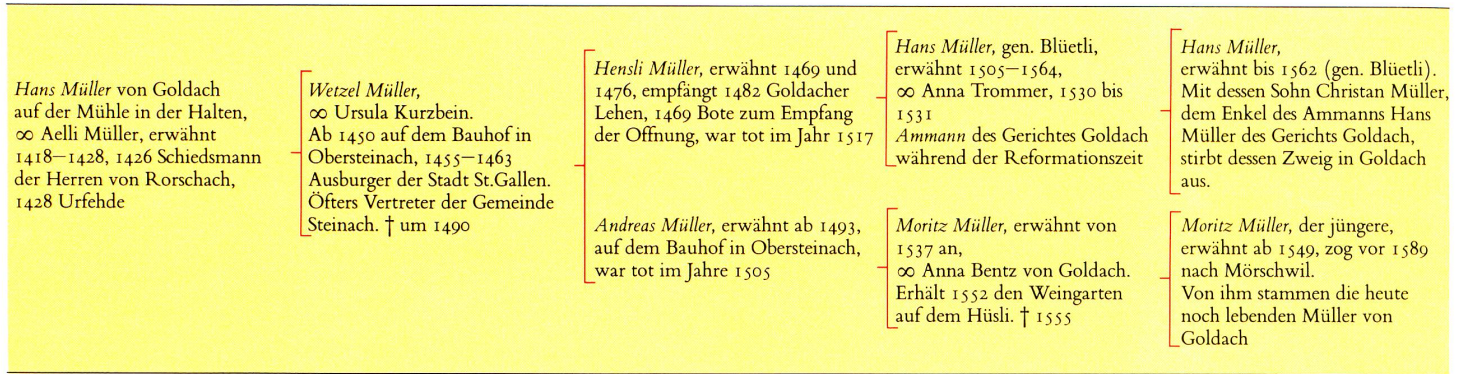 Hans Müller von Goldach
auf der Mühle in der Halten,
∞ Aelli Müller, erwähnt
1418–1428, 1426 Schiedsmann
der Herren von Rorschach,
1428 Urfehde
Wetzel Müller,
∞ Ursula Kurzbein.
Ab 1450 auf dem Bauhof in
Obersteinach, 1455–1463
Ausburger der Stadt St.Gallen.
Öfters Vertreter der Gemeinde
Steinach. † um 1490
Hensli Müller, erwähnt 1469 und
1476, empfängt 1482 Goldacher
Lehen, 1469 Bote zum Empfang
der Offnung, war tot im Jahr 1517
Andreas Müller, erwähnt ab 1493,
auf dem Bauhof in Obersteinach,
war tot im Jahre 1505
Hans Müller, gen. Blüetli,
erwähnt 1505–1564,
∞ Anna Trommer, 1530 bis
1531
Ammann des Gerichtes Goldach
während der Reformationszeit
Moritz Müller, erwähnt von
1537 an,
∞ Anna Bentz von Goldach.
Erhält 1552 den Weingarten
auf dem Hüsli. † 1555
Hans Müller,
erwähnt bis 1562 (gen. Blüetli).
Mit dessen Sohn Christan Müller,
dem Enkel des Ammanns Hans
Müller des Gerichts Goldach,
stirbt dessen Zweig in Goldach
aus.
Moritz Müller, der jüngere,
erwähnt ab 1549, zog vor 1589
nach Mörschwil.
Von ihm stammen die heute
noch lebenden Müller von
Goldach